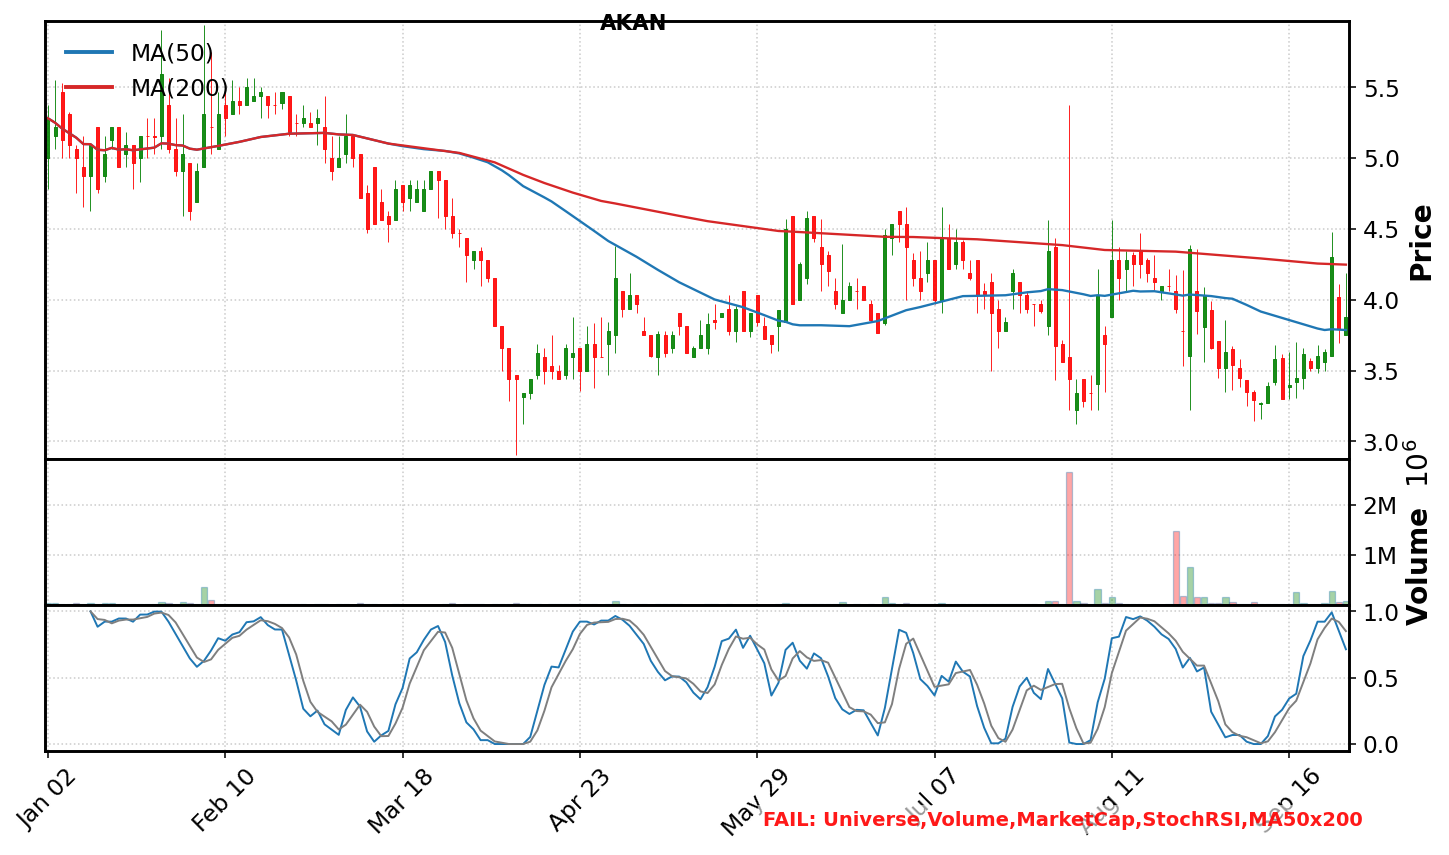 AKAN
MA(50)
MA(200)
5.5
5.0
4.5
4.0
3.5
3.0
Price
10⁶
2M
1M
Volume
1.0
0.5
0.0
Jan 02
Feb 10
Mar 18
Apr 23
May 29
Jul 07
Aug 11
Sep 16
FAIL: Universe,Volume,MarketCap,StochRSI,MA50x200